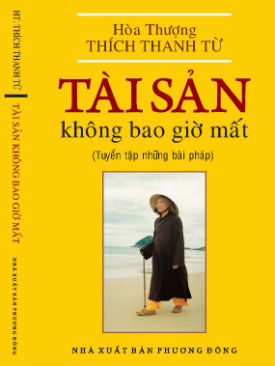 HT. THÍCH THANH TỪ
TÀI SẢN KHÔNG BAO GIỜ MẤT
NHÀ XUẤT BẢN PHƯƠNG ĐÔNG
Hòa Thượng
THÍCH THANH TỪ
TÀI SẢN
không bao giờ mất
(Tuyển tập những bài pháp)
NHÀ XUẤT BẢN PHƯƠNG ĐÔNG